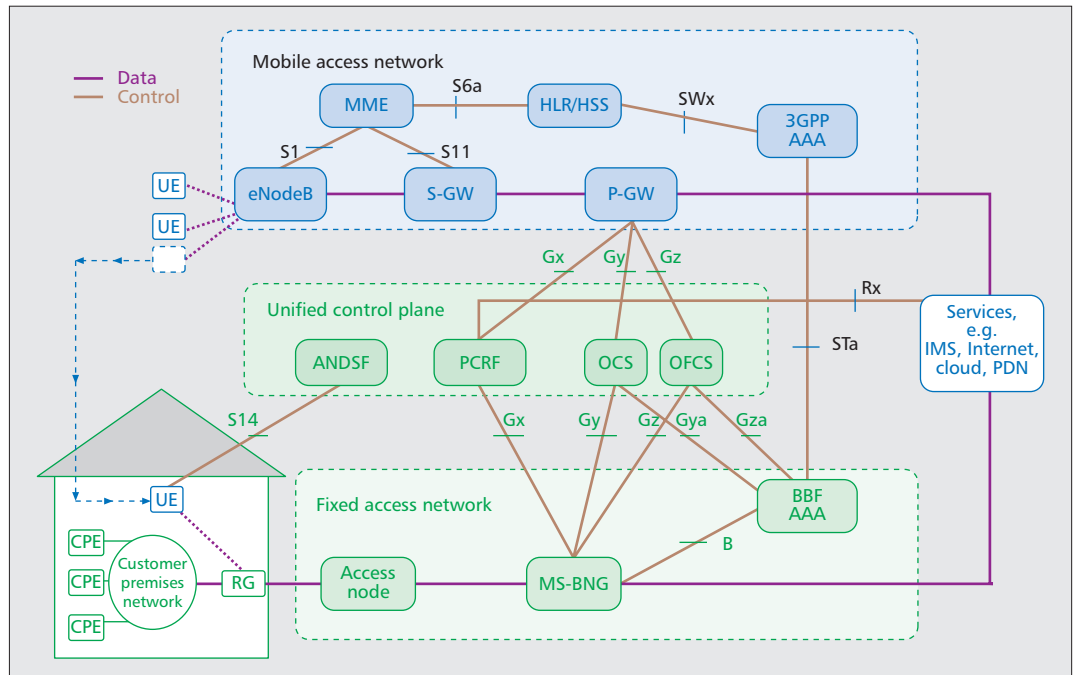 Mobile access network
Data
Control
S6a
SWx
MME
HLR/HSS
3GPP
AAA
S1
S11
UE
eNodeB
S-GW
P-GW
UE
Gx
Gy
Gz
Rx
Unified control plane
Services,
e.g.
IMS, Internet,
cloud, PDN
STa
ANDSF
PCRF
OCS
OFCS
S14
Gx
Gy
Gz
Gya
Gza
UE
Fixed access network
BBF
AAA
CPE
B
Customer
premises
network
CPE
RG
Access
node
MS-BNG
CPE